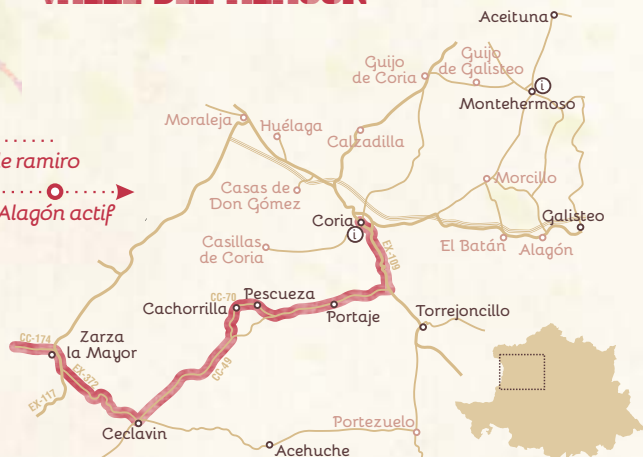 Aceituna
Guijo
de Coria
Guijo
de Galisteo
i
Montehermoso
Moraleja
Huélaga
Calzadilla
e ramiro
Morcillo
Casas de
Don Gómez
Alagón actif
Coria
i
Galisteo
Casillas
de Coria
EX-109
El Batán
Alagón
CC-70
Pescueza
Cachorrilla
Portaje
Torrejoncillo
CC-174
Zarza
la Mayor
CC-49
EX-372
EX-117
Portezuelo
Ceclavin
Acehuche